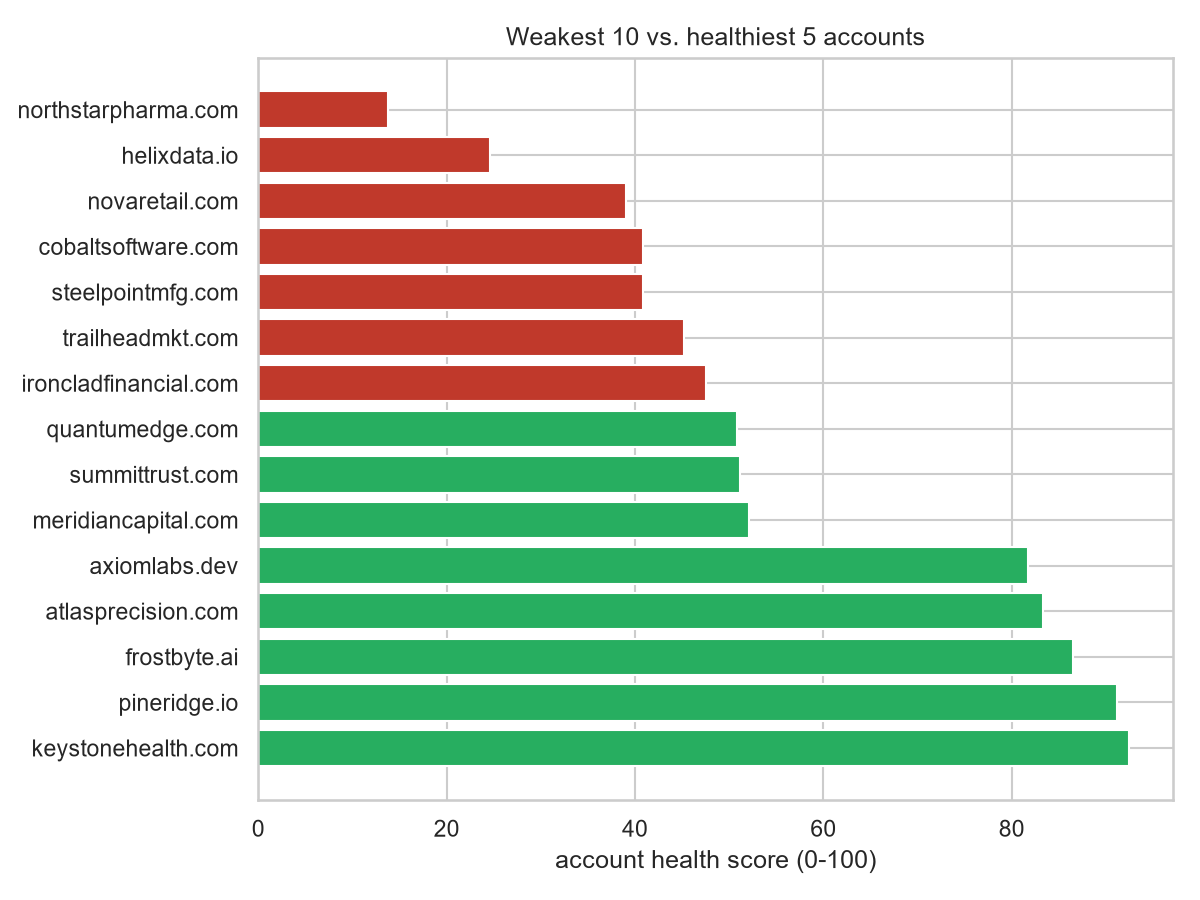 Weakest 10 vs. healthiest 5 accounts
northstarpharma.com
helixdata.io
novaretail.com
cobaltsoftware.com
steelpointmfg.com
trailheadmkt.com
ironcladfinancial.com
quantumedge.com
summittrust.com
meridiancapital.com
axiomlabs.dev
atlasprecision.com
frostbyte.ai
pineridge.io
keystonehealth.com
0 20 40 60 80
account health score (0-100)